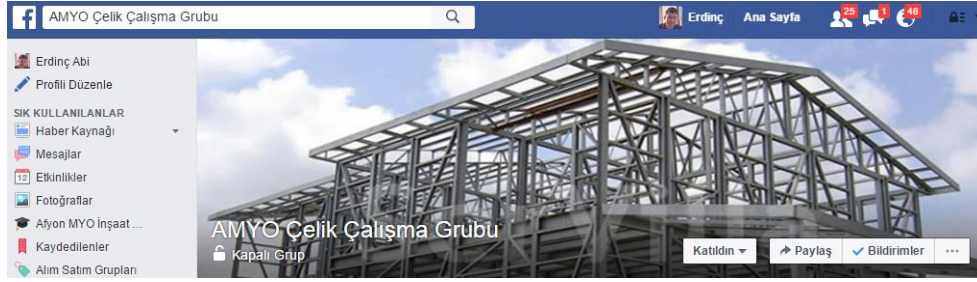 AMYO Çelik Çalışma Grubu
Erdinç Ana Sayfa 25 1 48
Erdinç Abi
Profili Düzenle
SIK KULLANILANLAR
Haber Kaynağı
Mesajlar
12 Etkinlikler
Fotoğraflar
Afyon MYO İnşaat ...
Kaydedilenler
Alım Satım Grupları
AMYO Çelik Çalışma Grubu
Kapalı Grup
Katıldın Paylaş Bildirimler ...